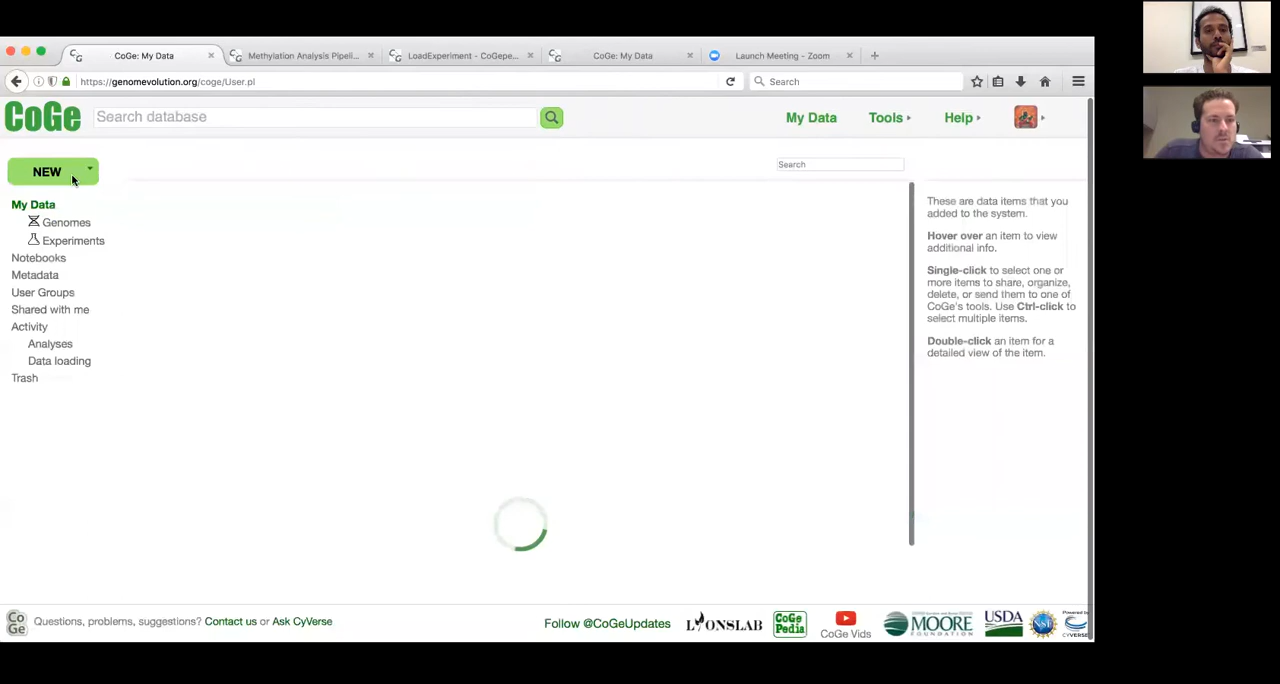 CoGe: My Data
Methylation Analysis Pipeli...
LoadExperiment - CoGepe...
CoGe: My Data
Launch Meeting - Zoom
https://genomevolution.org/coge/User.pl
Search
CoGe
Search database
My Data
Tools
Help
NEW
Search
My Data
Genomes
Experiments
Notebooks
Metadata
User Groups
Shared with me
Activity
Analyses
Data loading
Trash
These are data items that you
added to the system.
Hover over an item to view
additional info.
Single-click to select one or
more items to share, organize,
delete, or send them to one of
CoGe's tools. Use Ctrl-click to
select multiple items.
Double-click an item for a
detailed view of the item.
Co
Ge
Questions, problems, suggestions? Contact us or Ask CyVerse
Follow @CoGeUpdates
LYONSLAB
CoGe
Pedia
CoGe Vids
MOORE
FOUNDATION
USDA
NSF
Powered by
CYVERSE